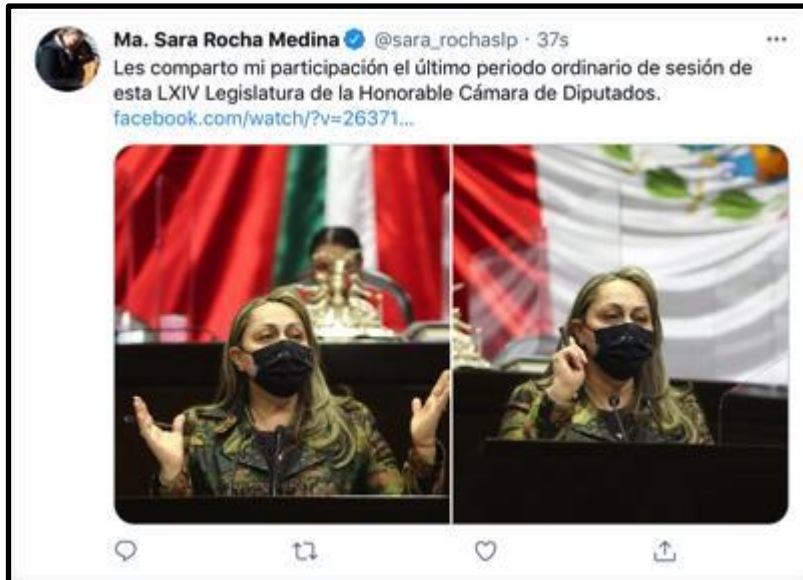 Ma. Sara Rocha Medina @sara_rochaslp · 37s
Les comparto mi participación el último periodo ordinario de sesión de
esta LXIV Legislatura de la Honorable Cámara de Diputados.
facebook.com/watch/?v=26371...